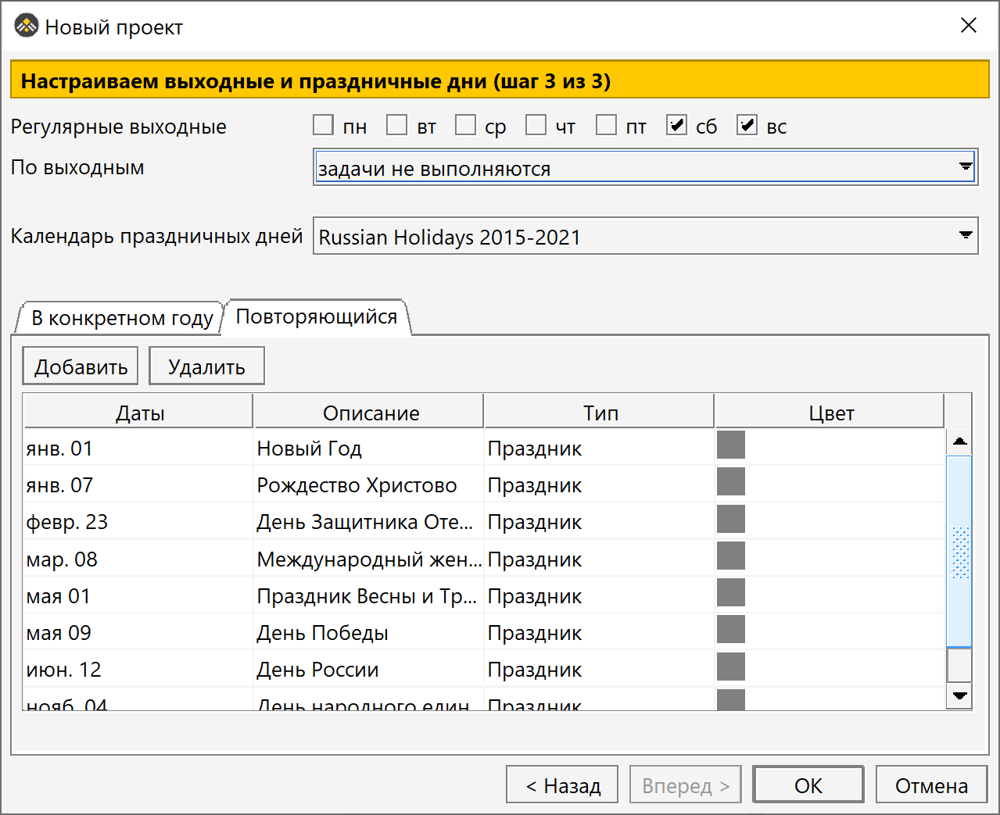 Новый проект
Настраиваем выходные и праздничные дни (шаг 3 из 3)
Регулярные выходные пн вт ср чт пт сб вс
По выходным задачи не выполняются
Календарь праздничных дней Russian Holidays 2015-2021
В конкретном году Повторяющийся
Добавить Удалить
Даты Описание Тип Цвет
янв. 01 Новый Год Праздник
янв. 07 Рождество Христово Праздник
февр. 23 День Защитника Оте... Праздник
мар. 08 Международный жен... Праздник
мая 01 Праздник Весны и Тр... Праздник
мая 09 День Победы Праздник
июн. 12 День России Праздник
нояб. 04 День народного един... Праздник
< Назад Вперед > ОК Отмена